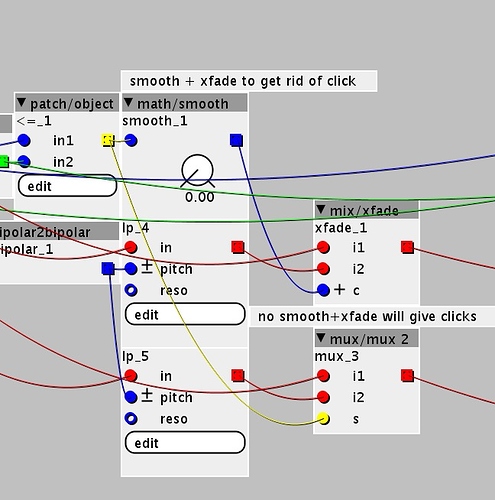 smooth + xfade to get rid of click
patch/object
<=_1
in1
in2
edit
math/smooth
smooth_1
0.00
ipolar2bipolar
polar_1
lp_4
in
± pitch
reso
edit
mix/xfade
xfade_1
i1
i2
+ c
no smooth+xfade will give clicks
lp_5
in
± pitch
reso
edit
mux/mux 2
mux_3
i1
i2
s